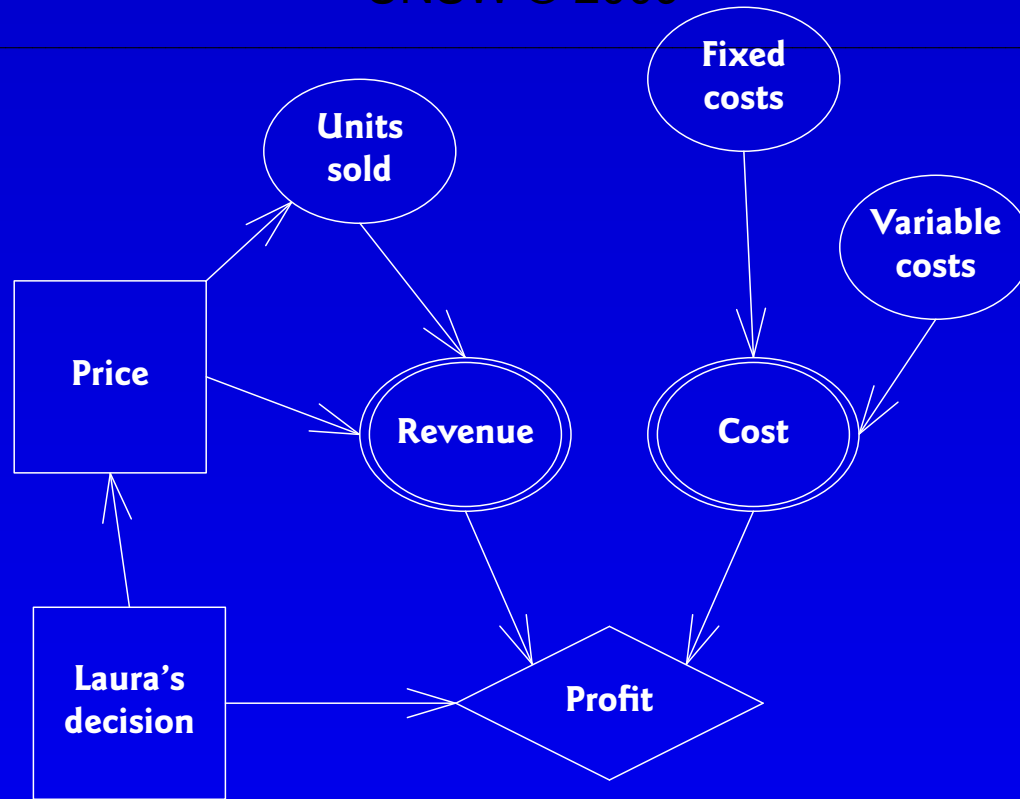 Fixed
costs
Units
sold
Variable
costs
Price
Revenue
Cost
Laura’s
decision
Profit